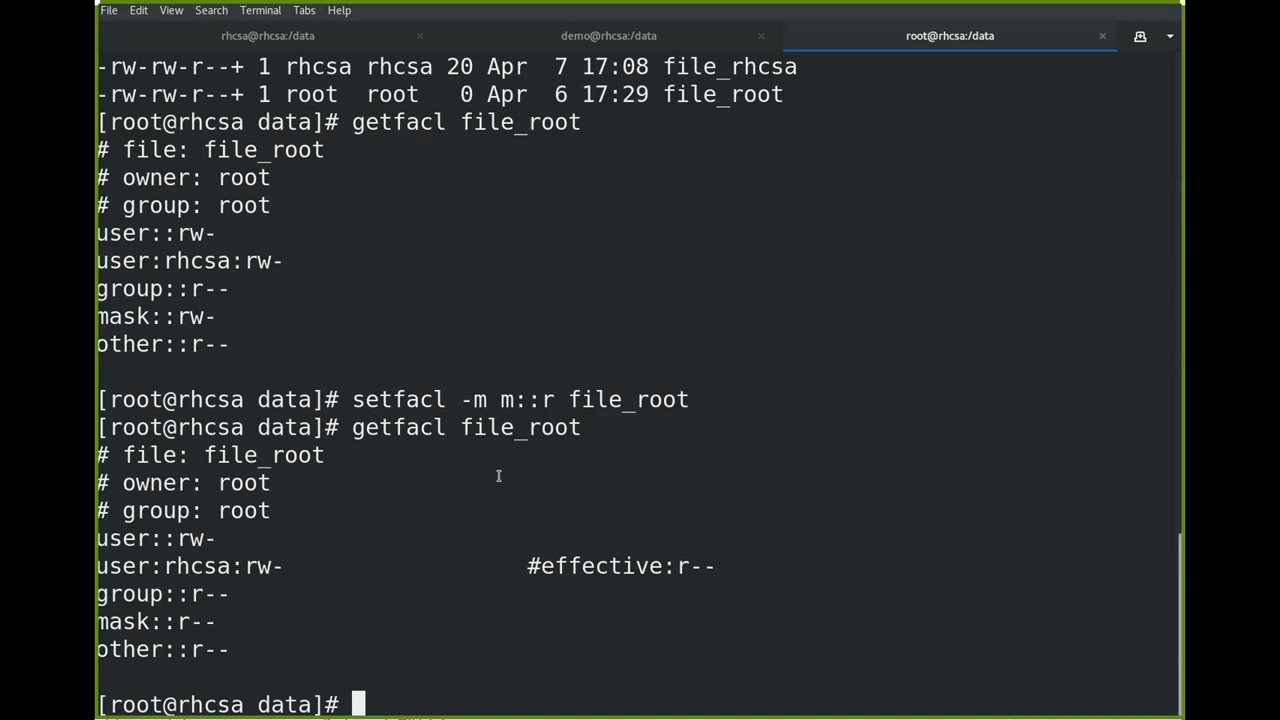 File Edit View Search Terminal Tabs Help
rhcsa@rhcsa:/data × demo@rhcsa:/data × root@rhcsa:/data ×
-rw-rw-r--+ 1 rhcsa rhcsa 20 Apr  7 17:08 file_rhcsa
-rw-rw-r--+ 1 root  root   0 Apr  6 17:29 file_root
[root@rhcsa data]# getfacl file_root
# file: file_root
# owner: root
# group: root
user::rw-
user:rhcsa:rw-
group::r--
mask::rw-
other::r--
[root@rhcsa data]# setfacl -m m::r file_root
[root@rhcsa data]# getfacl file_root
# file: file_root
# owner: root
# group: root
user::rw-
user:rhcsa:rw-                  #effective:r--
group::r--
mask::r--
other::r--
[root@rhcsa data]#